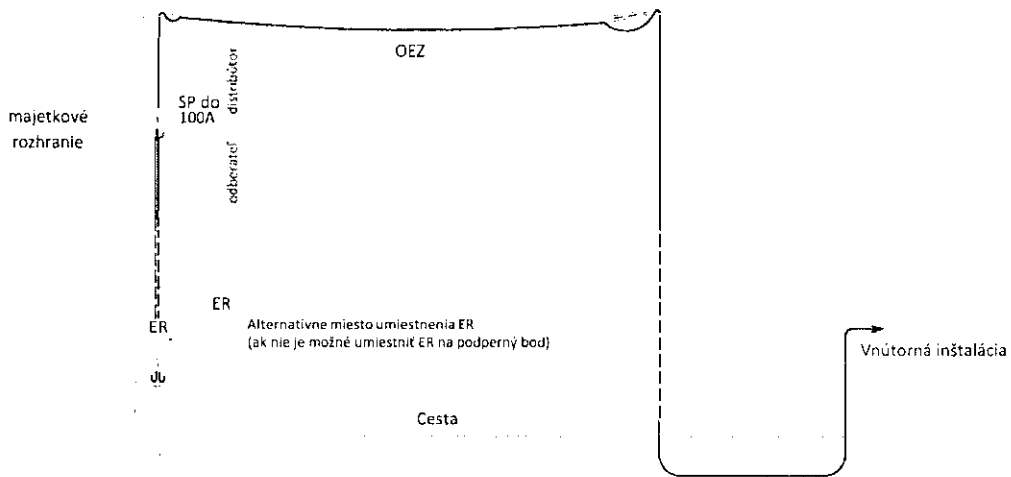 OEZ
distribútor
SP do
100A
majetkové
rozhranie
odberateľ
ER
ER
Alternatívne miesto umiestnenia ER
(ak nie je možné umiestniť ER na podperný bod)
Vnútorná inštalácia
Cesta